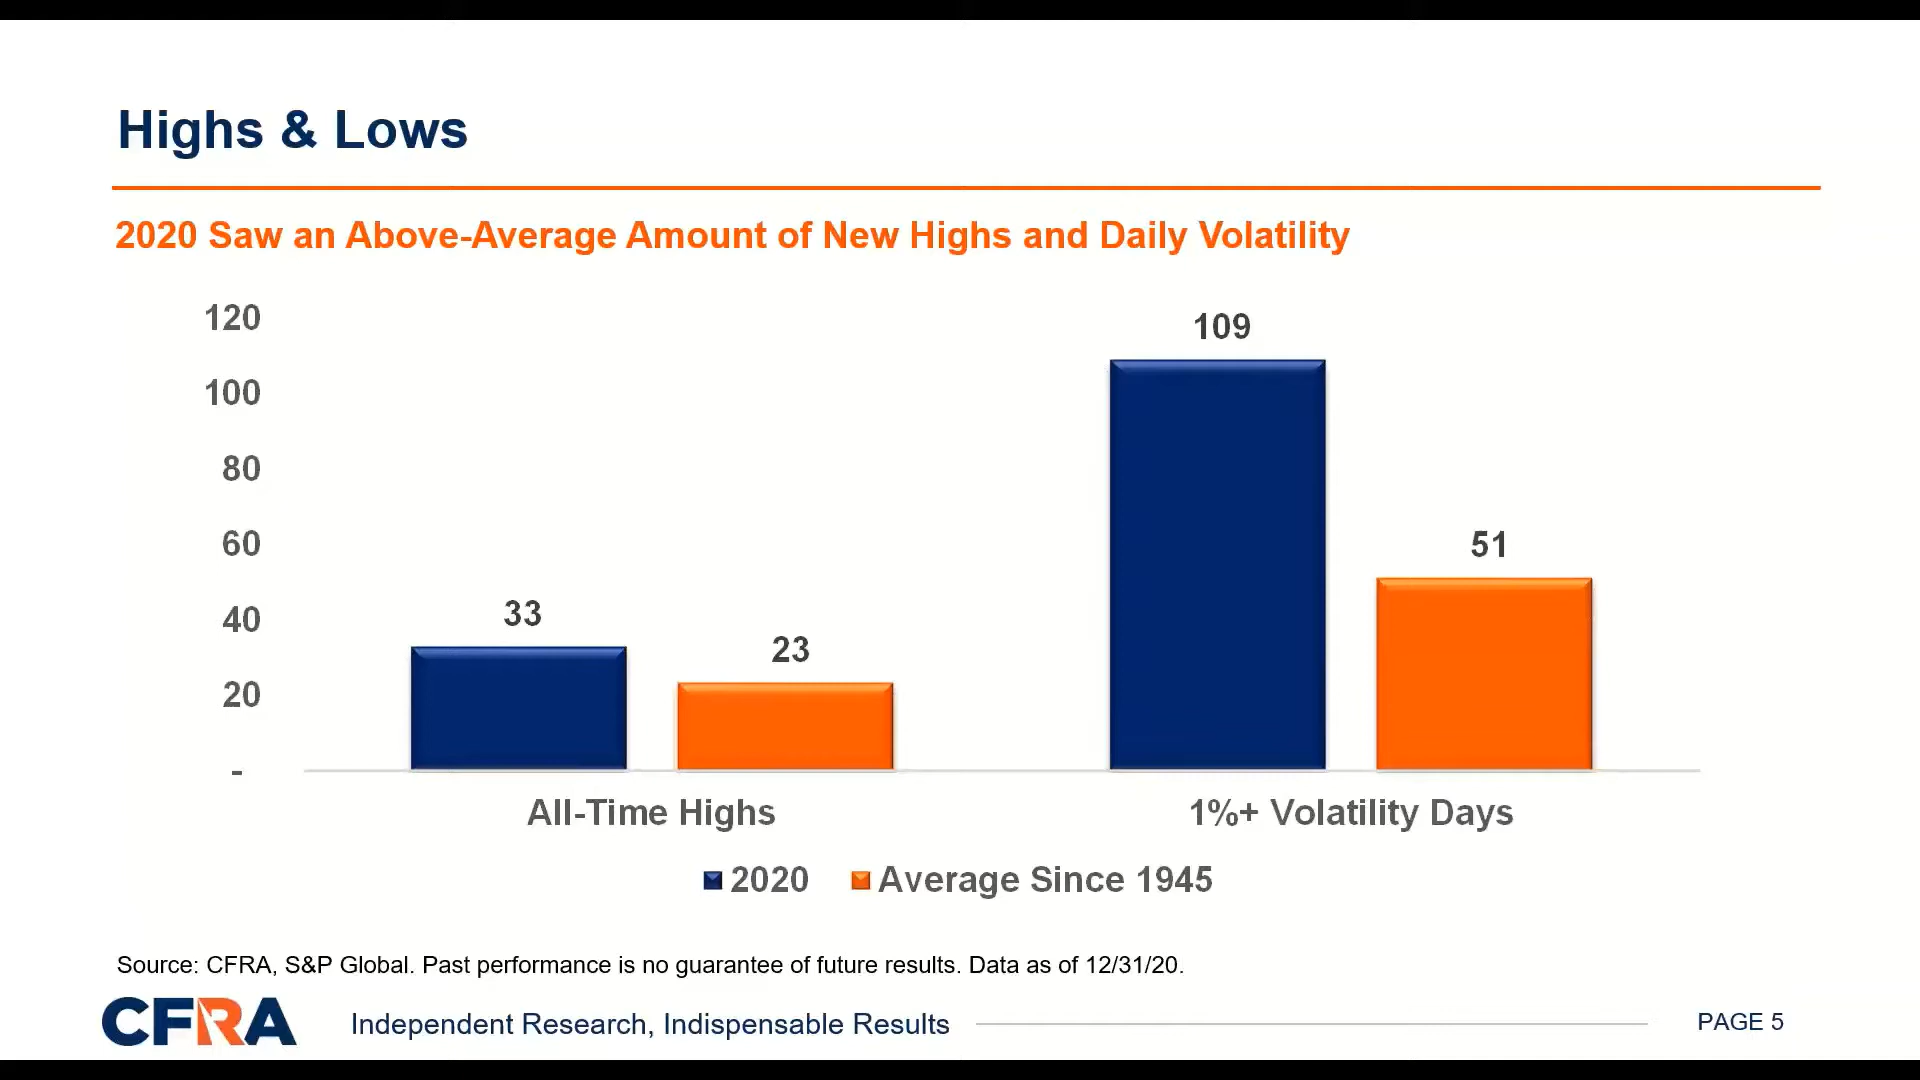 Highs & Lows
2020 Saw an Above-Average Amount of New Highs and Daily Volatility
120
100
80
60
40
20
-
33
23
109
51
All-Time Highs
1%+ Volatility Days
2020
Average Since 1945
Source: CFRA, S&P Global. Past performance is no guarantee of future results. Data as of 12/31/20.
CFRA
Independent Research, Indispensable Results
PAGE 5